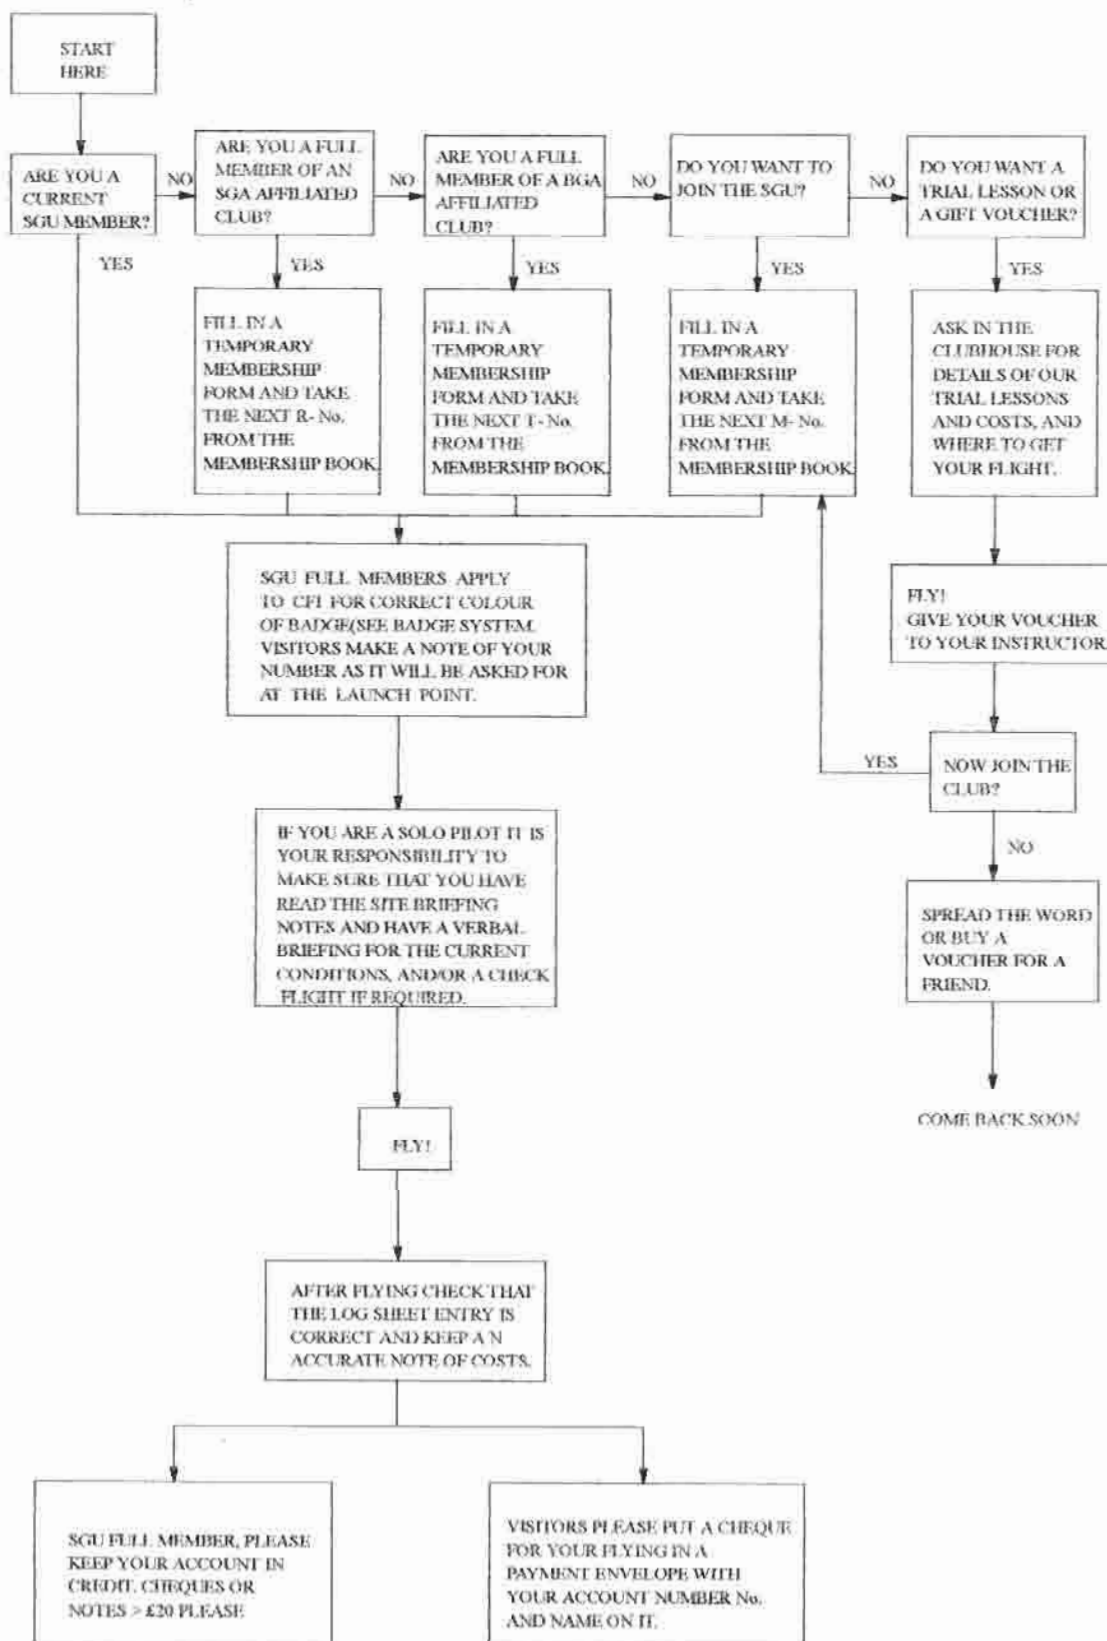 START
HERE
ARE YOU A
CURRENT
SGU MEMBER?
NO
ARE YOU A FULL
MEMBER OF AN
SGA AFFILIATED
CLUB?
NO
ARE YOU A FULL
MEMBER OF A BGA
AFFILIATED
CLUB?
NO
DO YOU WANT TO
JOIN THE SGU?
NO
DO YOU WANT A
TRIAL LESSON OR
A GIFT VOUCHER?
YES
YES
YES
YES
YES
FILL IN A
TEMPORARY
MEMBERSHIP
FORM AND TAKE
THE NEXT R- No.
FROM THE
MEMBERSHIP BOOK.
FILL IN A
TEMPORARY
MEMBERSHIP
FORM AND TAKE
THE NEXT T- No.
FROM THE
MEMBERSHIP BOOK.
FILL IN A
TEMPORARY
MEMBERSHIP
FORM AND TAKE
THE NEXT M- No.
FROM THE
MEMBERSHIP BOOK.
ASK IN THE
CLUBHOUSE FOR
DETAILS OF OUR
TRIAL LESSONS
AND COSTS, AND
WHERE TO GET
YOUR FLIGHT.
SGU FULL MEMBERS APPLY
TO CFI FOR CORRECT COLOUR
OF BADGE(SEE BADGE SYSTEM.
VISITORS MAKE A NOTE OF YOUR
NUMBER AS IT WILL BE ASKED FOR
AT THE LAUNCH POINT.
FLY!
GIVE YOUR VOUCHER
TO YOUR INSTRUCTOR.
YES
NOW JOIN THE
CLUB?
NO
IF YOU ARE A SOLO PILOT IT IS
YOUR RESPONSIBILITY TO
MAKE SURE THAT YOU HAVE
READ THE SITE BRIEFING
NOTES AND HAVE A VERBAL
BRIEFING FOR THE CURRENT
CONDITIONS, AND/OR A CHECK
FLIGHT IF REQUIRED.
SPREAD THE WORD
OR BUY A
VOUCHER FOR A
FRIEND.
COME BACK SOON
FLY!
AFTER FLYING CHECK THAT
THE LOG SHEET ENTRY IS
CORRECT AND KEEP A N
ACCURATE NOTE OF COSTS.
SGU FULL MEMBER, PLEASE
KEEP YOUR ACCOUNT IN
CREDIT. CHEQUES OR
NOTES > £20 PLEASE
VISITORS PLEASE PUT A CHEQUE
FOR YOUR FLYING IN A
PAYMENT ENVELOPE WITH
YOUR ACCOUNT NUMBER No.
AND NAME ON IT.